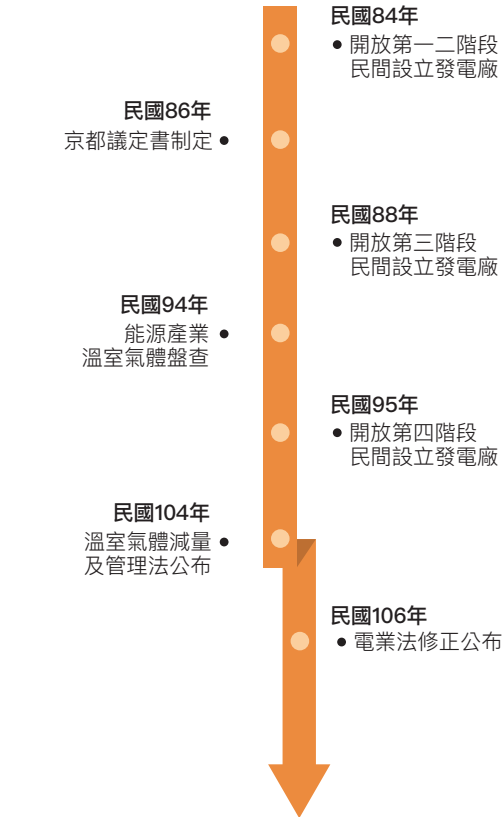 民國84年
• 開放第一二階段
民間設立發電廠
民國86年
京都議定書制定 •
民國88年
• 開放第三階段
民間設立發電廠
民國94年
能源產業 •
溫室氣體盤查
民國95年
• 開放第四階段
民間設立發電廠
民國104年
溫室氣體減量 •
及管理法公布
民國106年
• 電業法修正公布